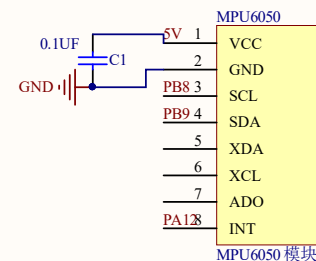 MPU6050
5V 1 VCC
0.1UF
C1
2 GND
GND
PB8 3 SCL
PB9 4 SDA
5 XDA
6 XCL
7 ADO
PA12 8 INT
MPU6050 模块